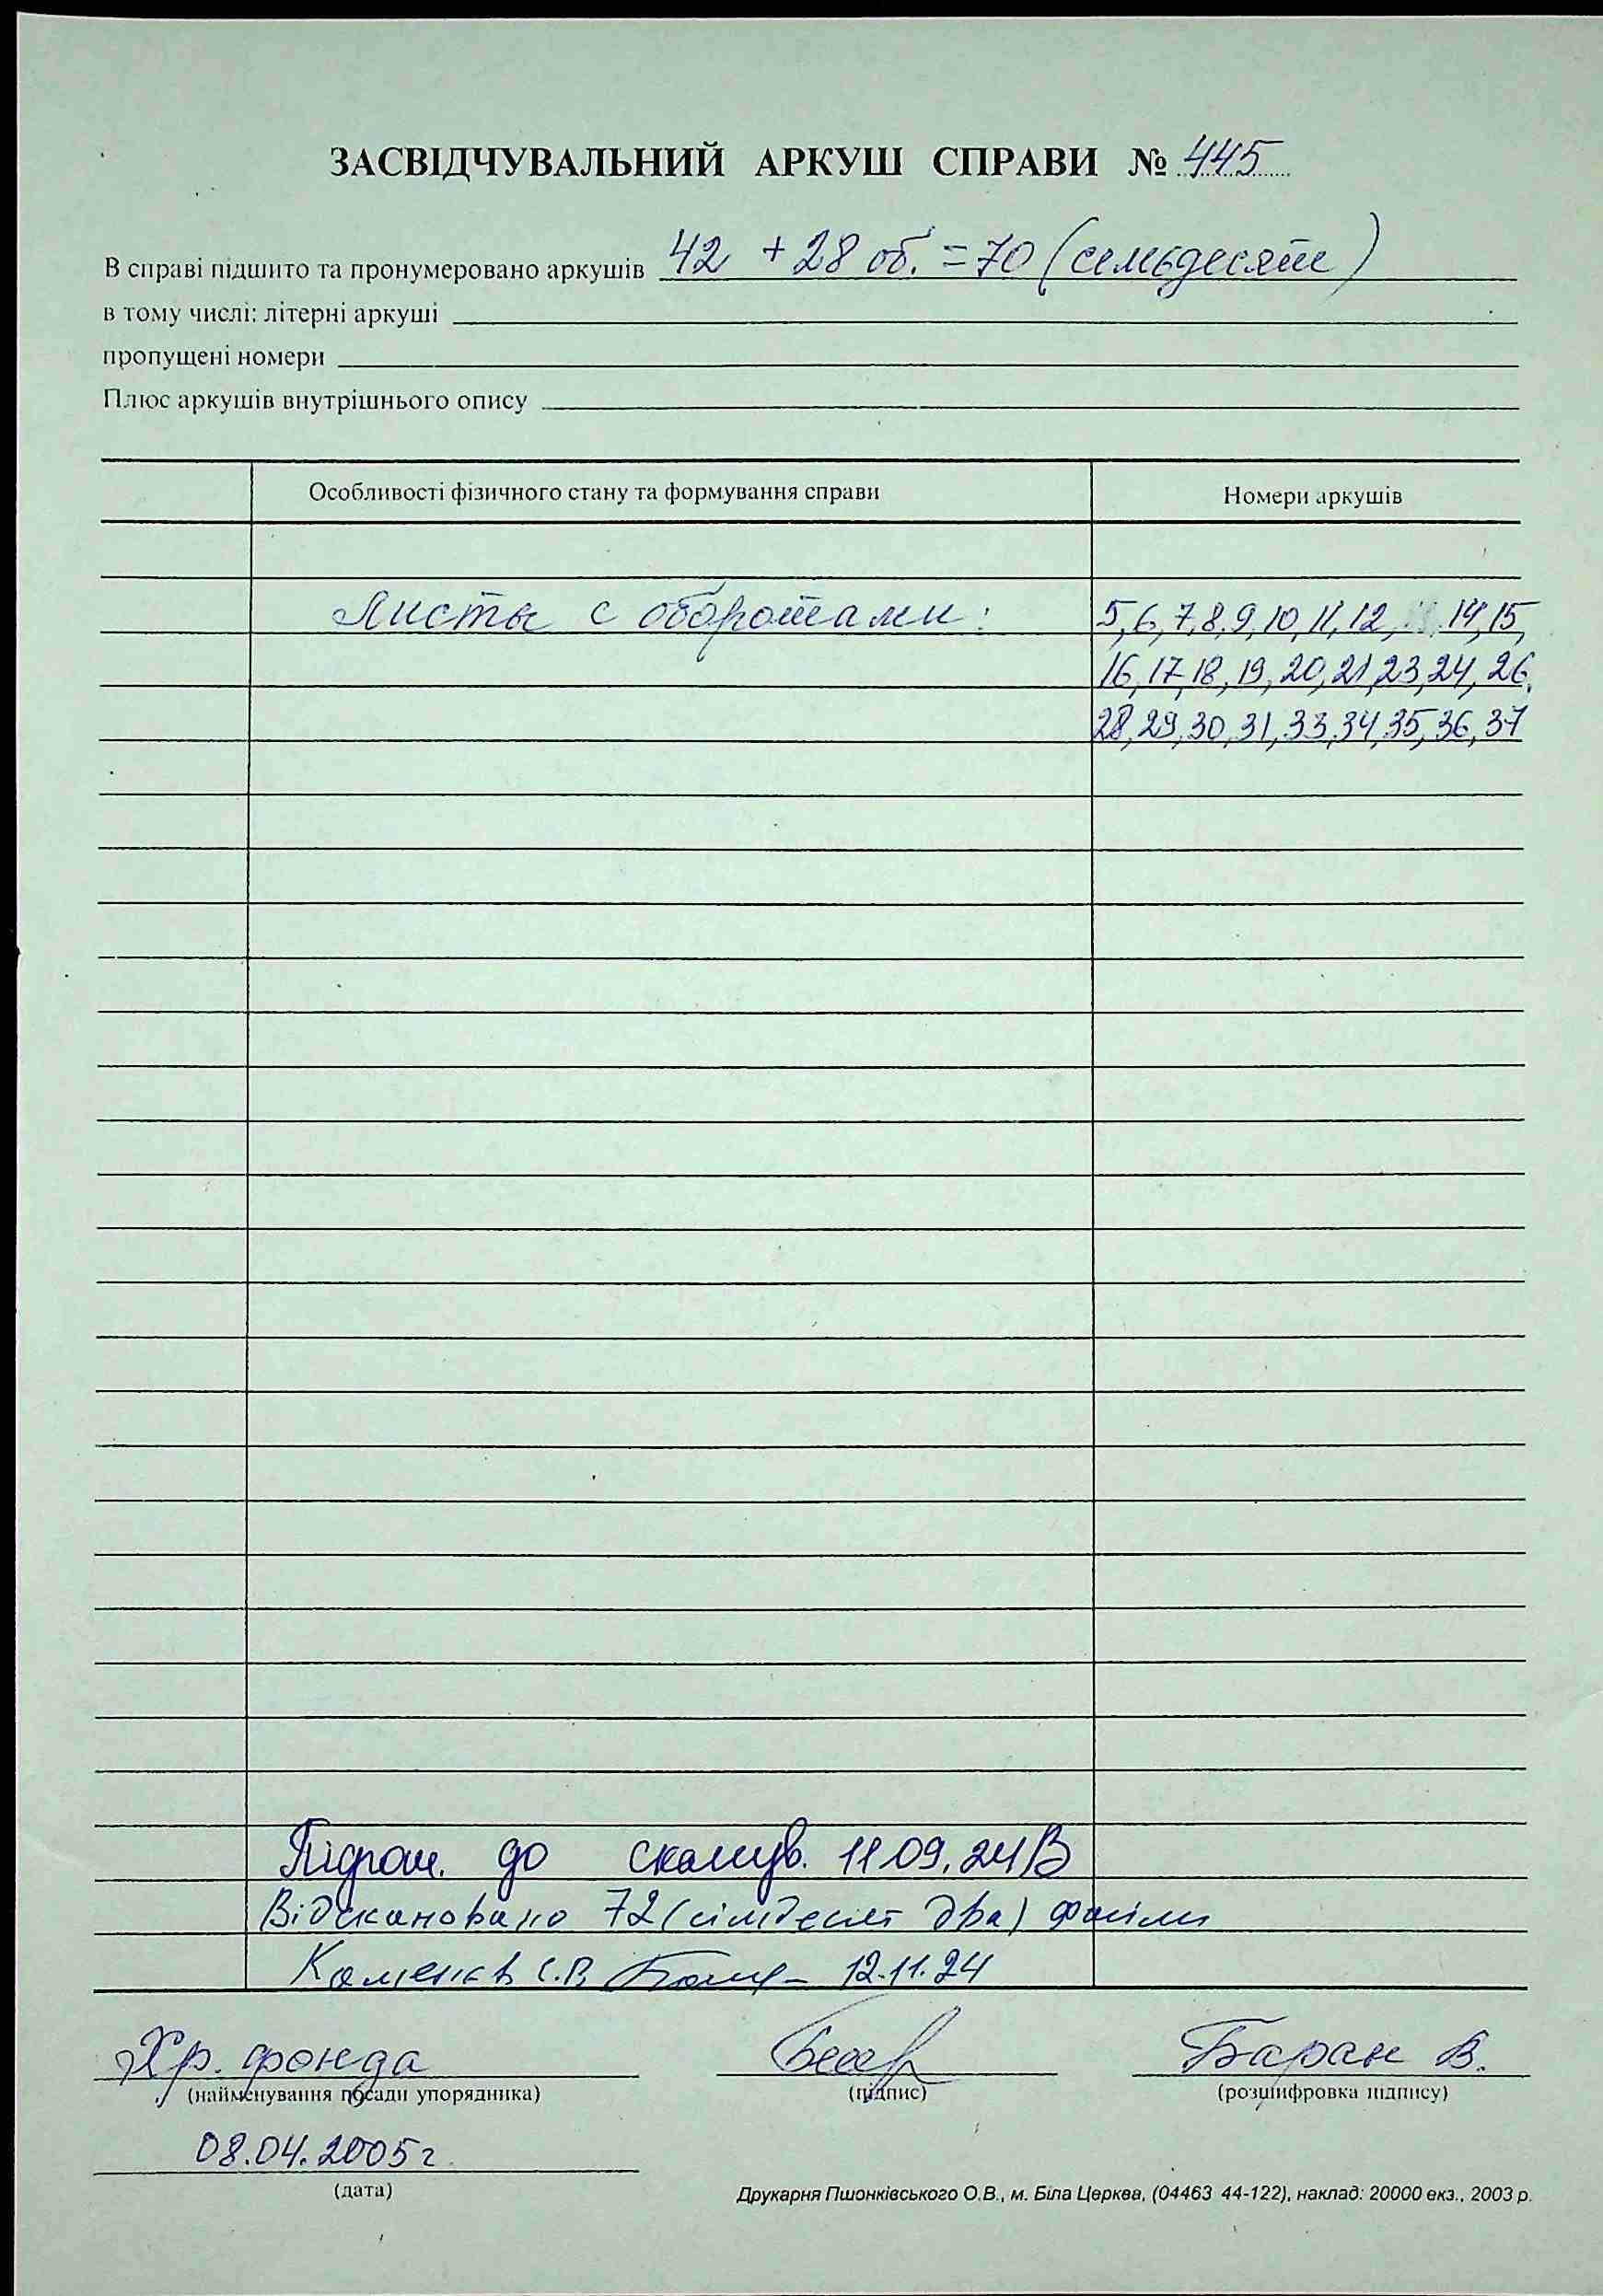 ЗАСВІДЧУВАЛЬНИЙ АРКУШ СПРАВИ № 445
В справі підшито та пронумеровано аркушів 42 + 28 об. = 70 (семьдесяте)
в тому числі: літерні аркуші
пропущені номери
Плюс аркушів внутрішнього опису
Особливості фізичного стану та формування справи Номери аркушів
Листы с оборотами: 5, 6, 7, 8, 9, 10, 11, 12, 14, 15,
16, 17, 18, 19, 20, 21, 23, 24, 26,
28, 29, 30, 31, 33, 34, 35, 36, 37
до сканув. 11.09.24
Відскановано 72 (сімдесят два) файли
С.В. 12.11.24
Хр. фонда Баран В.
(найменування посади упорядника) (підпис) (розшифровка підпису)
08.04.2005 г.
(дата)
Друкарня Пшонківського О.В., м. Біла Церква, (04463 44-122), наклад: 20000 екз., 2003 р.